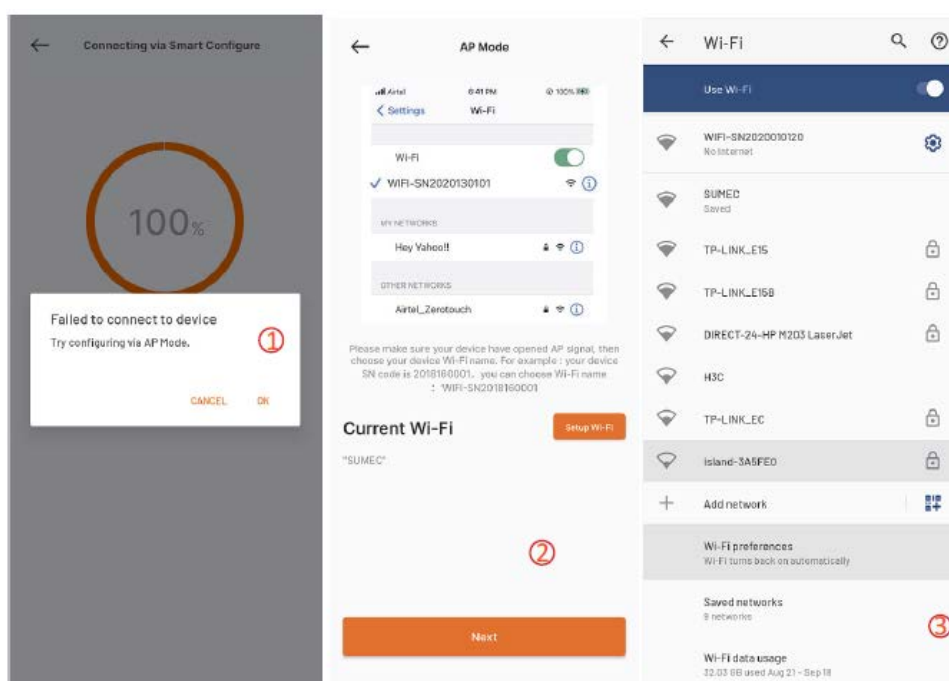 Connecting via Smart Configure
100%
Failed to connect to device
Try configuring via AP Mode.
①
CANCEL OK
AP Mode
Airtel 6:41 PM 100%
Settings Wi-Fi
Wi-Fi
WIFI-SN2020130101
MY NETWORKS
Hey Yahoo!!
OTHER NETWORKS
Airtel_Zerotouch
Please make sure your device have opened AP signal, then
choose your device Wi-Fi name. For example : your device
SN code is 2018160001, you can choose Wi-Fi name
: 'WIFI-SN2018160001
Current Wi-Fi
Setup Wi-Fi
"SUMEC"
②
Next
Wi-Fi
Use Wi-Fi
WIFI-SN2020010120
No internet
SUMEC
Saved
TP-LINK_E15
TP-LINK_E15B
DIRECT-24-HP M203 LaserJet
H3C
TP-LINK_EC
island-3A5FE0
Add network
Wi-Fi preferences
Wi-Fi turns back on automatically
Saved networks
9 networks
③
Wi-Fi data usage
32.03 GB used Aug 21 - Sep 18